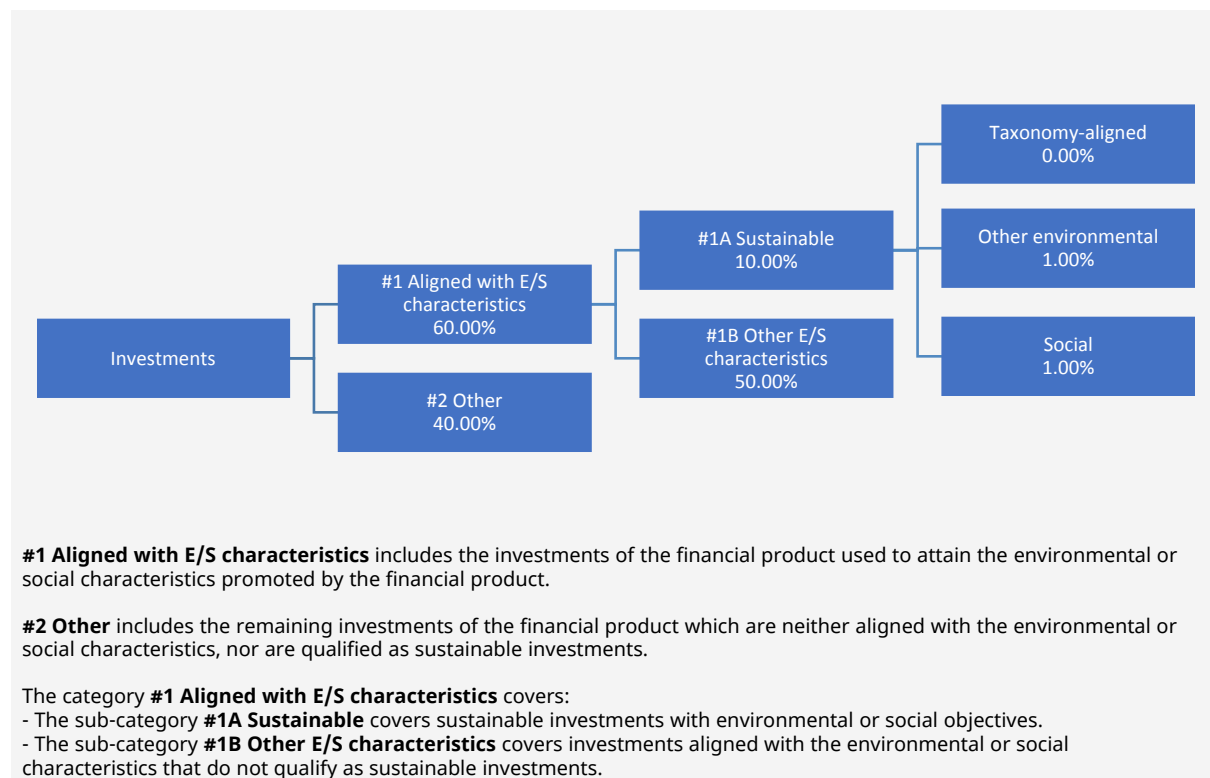 Taxonomy-aligned
0.00%
#1A Sustainable
10.00%
Other environmental
1.00%
#1 Aligned with E/S
characteristics
60.00%
Investments
#1B Other E/S
characteristics
50.00%
Social
1.00%
#2 Other
40.00%
#1 Aligned with E/S characteristics includes the investments of the financial product used to attain the environmental or
social characteristics promoted by the financial product.
#2 Other includes the remaining investments of the financial product which are neither aligned with the environmental or
social characteristics, nor are qualified as sustainable investments.
The category #1 Aligned with E/S characteristics covers:
- The sub-category #1A Sustainable covers sustainable investments with environmental or social objectives.
- The sub-category #1B Other E/S characteristics covers investments aligned with the environmental or social
characteristics that do not qualify as sustainable investments.